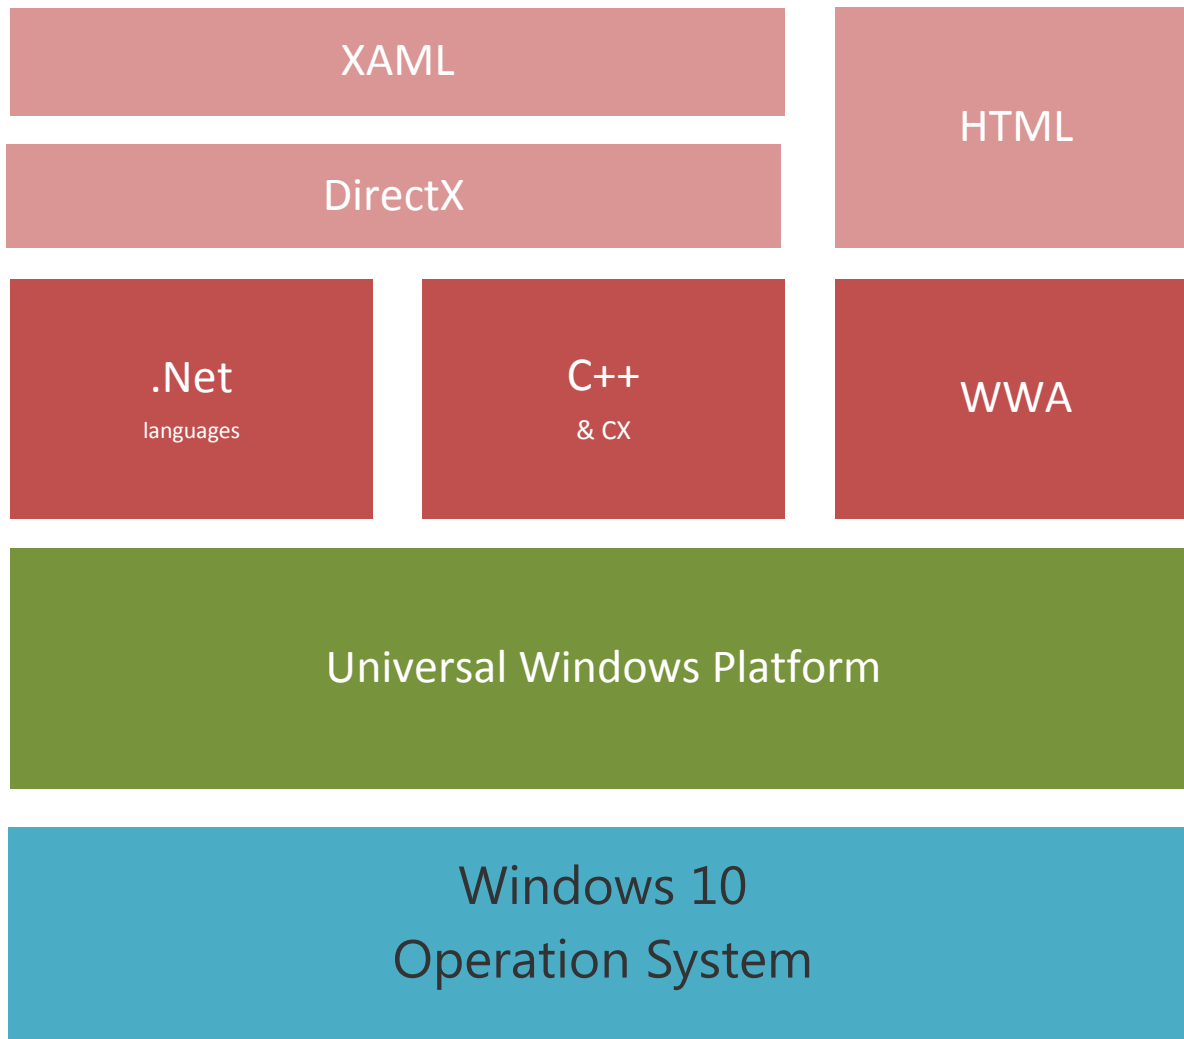 XAML
HTML
DirectX
.Net
languages
C++
& CX
WWA
Universal Windows Platform
Windows 10
Operation System